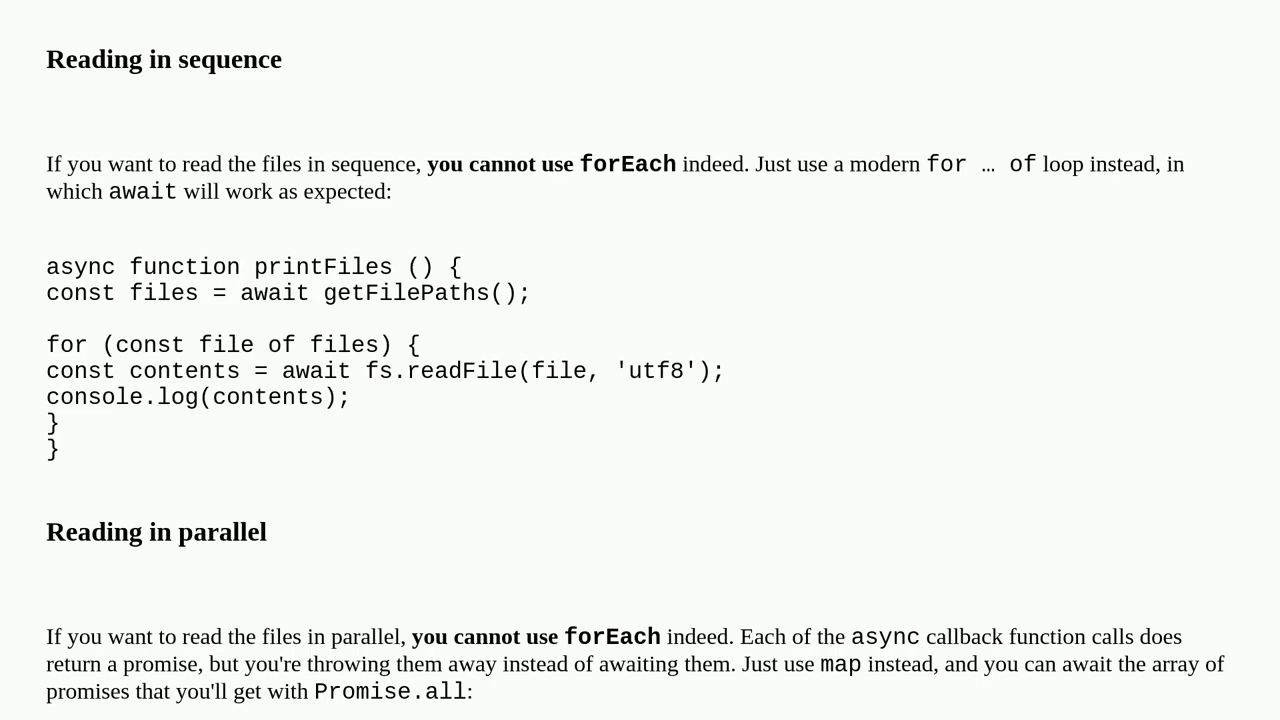 Reading in sequence
If you want to read the files in sequence, you cannot use forEach indeed. Just use a modern for … of loop instead, in
which await will work as expected:
async function printFiles () {
const files = await getFilePaths();
for (const file of files) {
const contents = await fs.readFile(file, 'utf8');
console.log(contents);
}
}
Reading in parallel
If you want to read the files in parallel, you cannot use forEach indeed. Each of the async callback function calls does
return a promise, but you're throwing them away instead of awaiting them. Just use map instead, and you can await the array of
promises that you'll get with Promise.all: